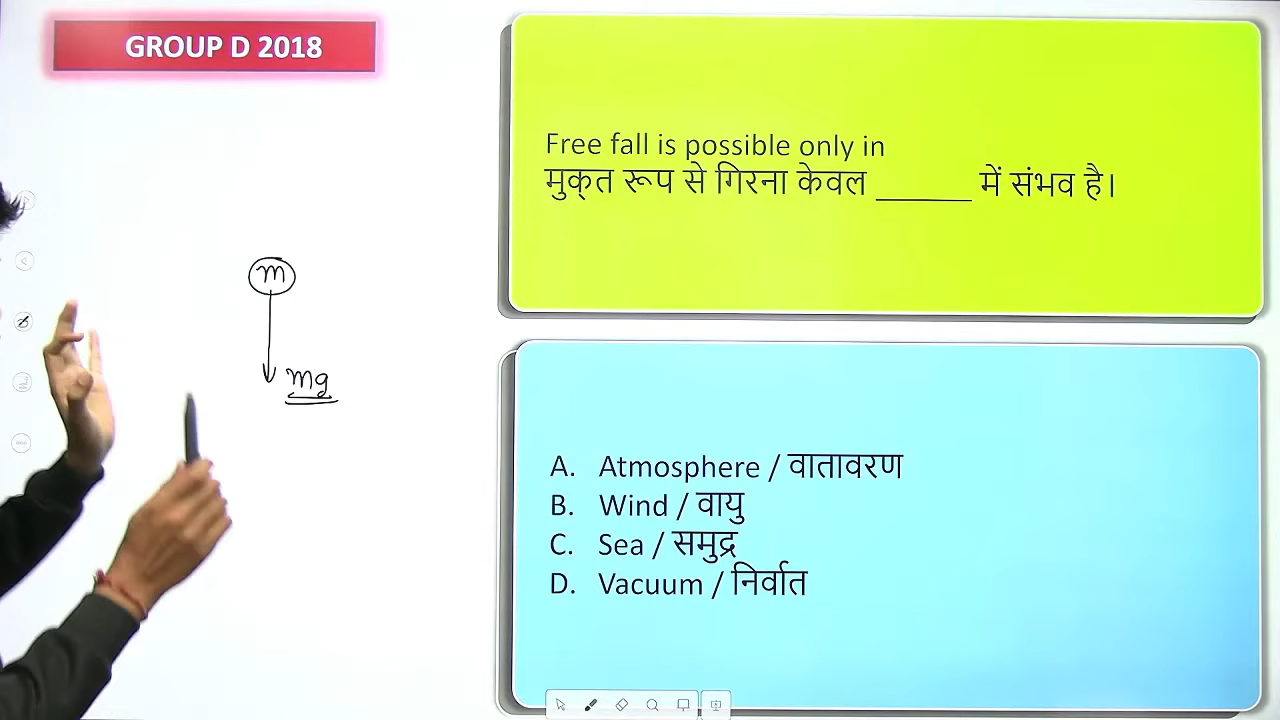 GROUP D 2018
Free fall is possible only in
मुक्त रूप से गिरना केवल ______ में संभव है।
m
mg
A. Atmosphere / वातावरण
B. Wind / वायु
C. Sea / समुद्र
D. Vacuum / निर्वात